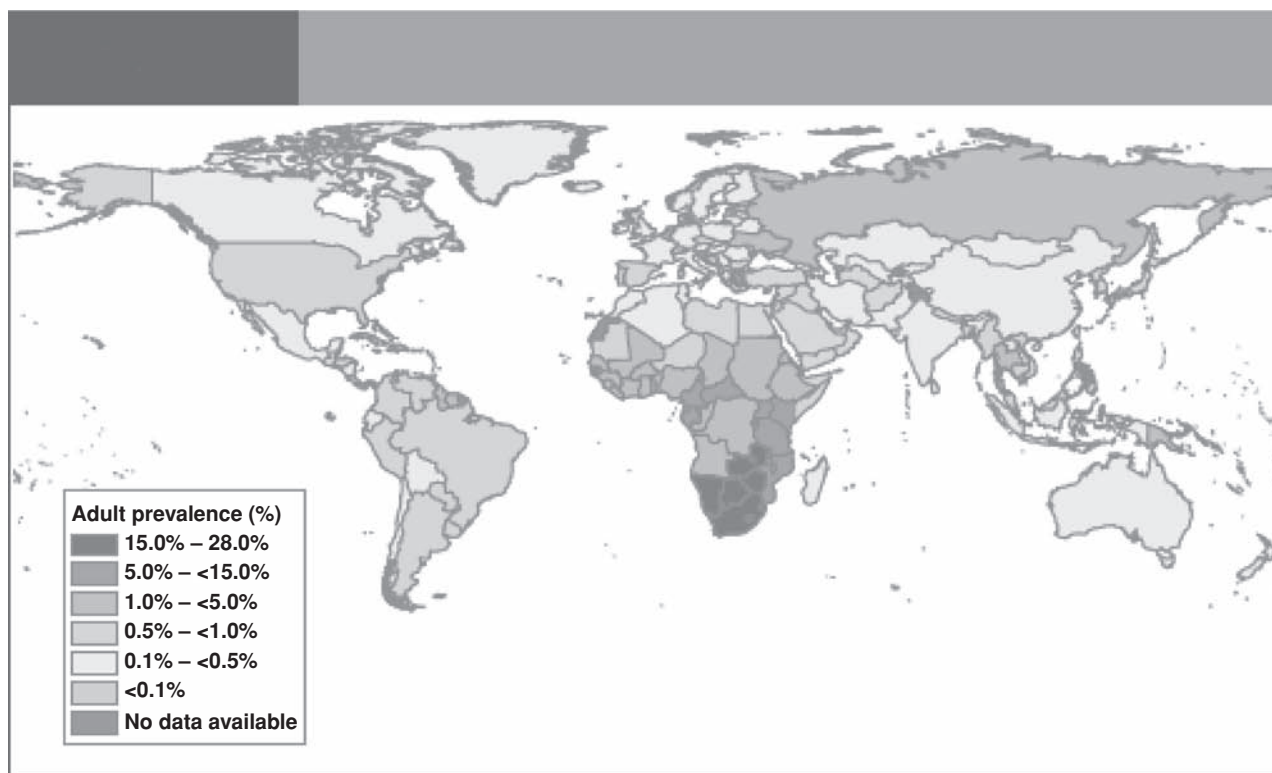 Adult prevalence (%)
15.0% – 28.0%
5.0% – <15.0%
1.0% – <5.0%
0.5% – <1.0%
0.1% – <0.5%
<0.1%
No data available